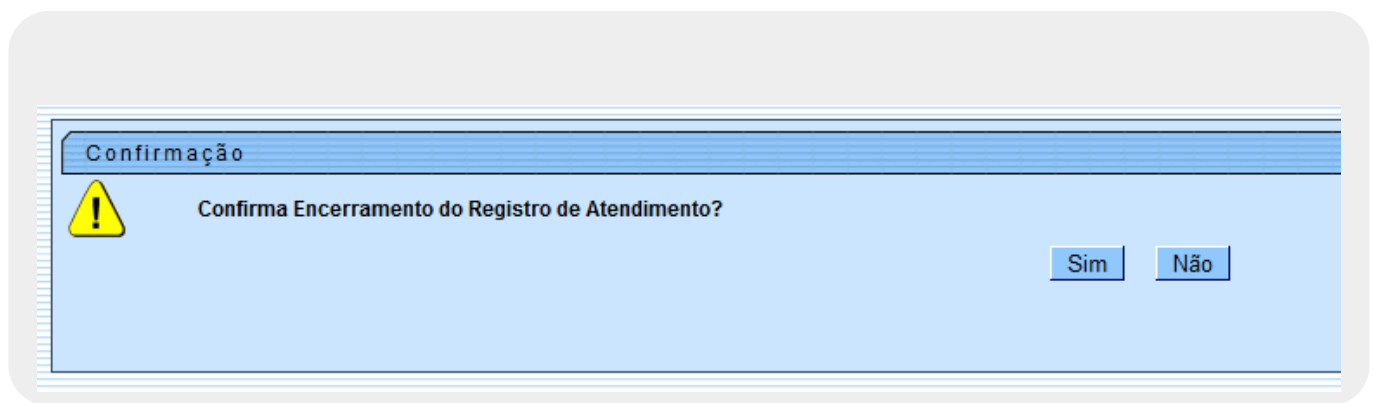 Confirmação
Confirma Encerramento do Registro de Atendimento?
Sim Não